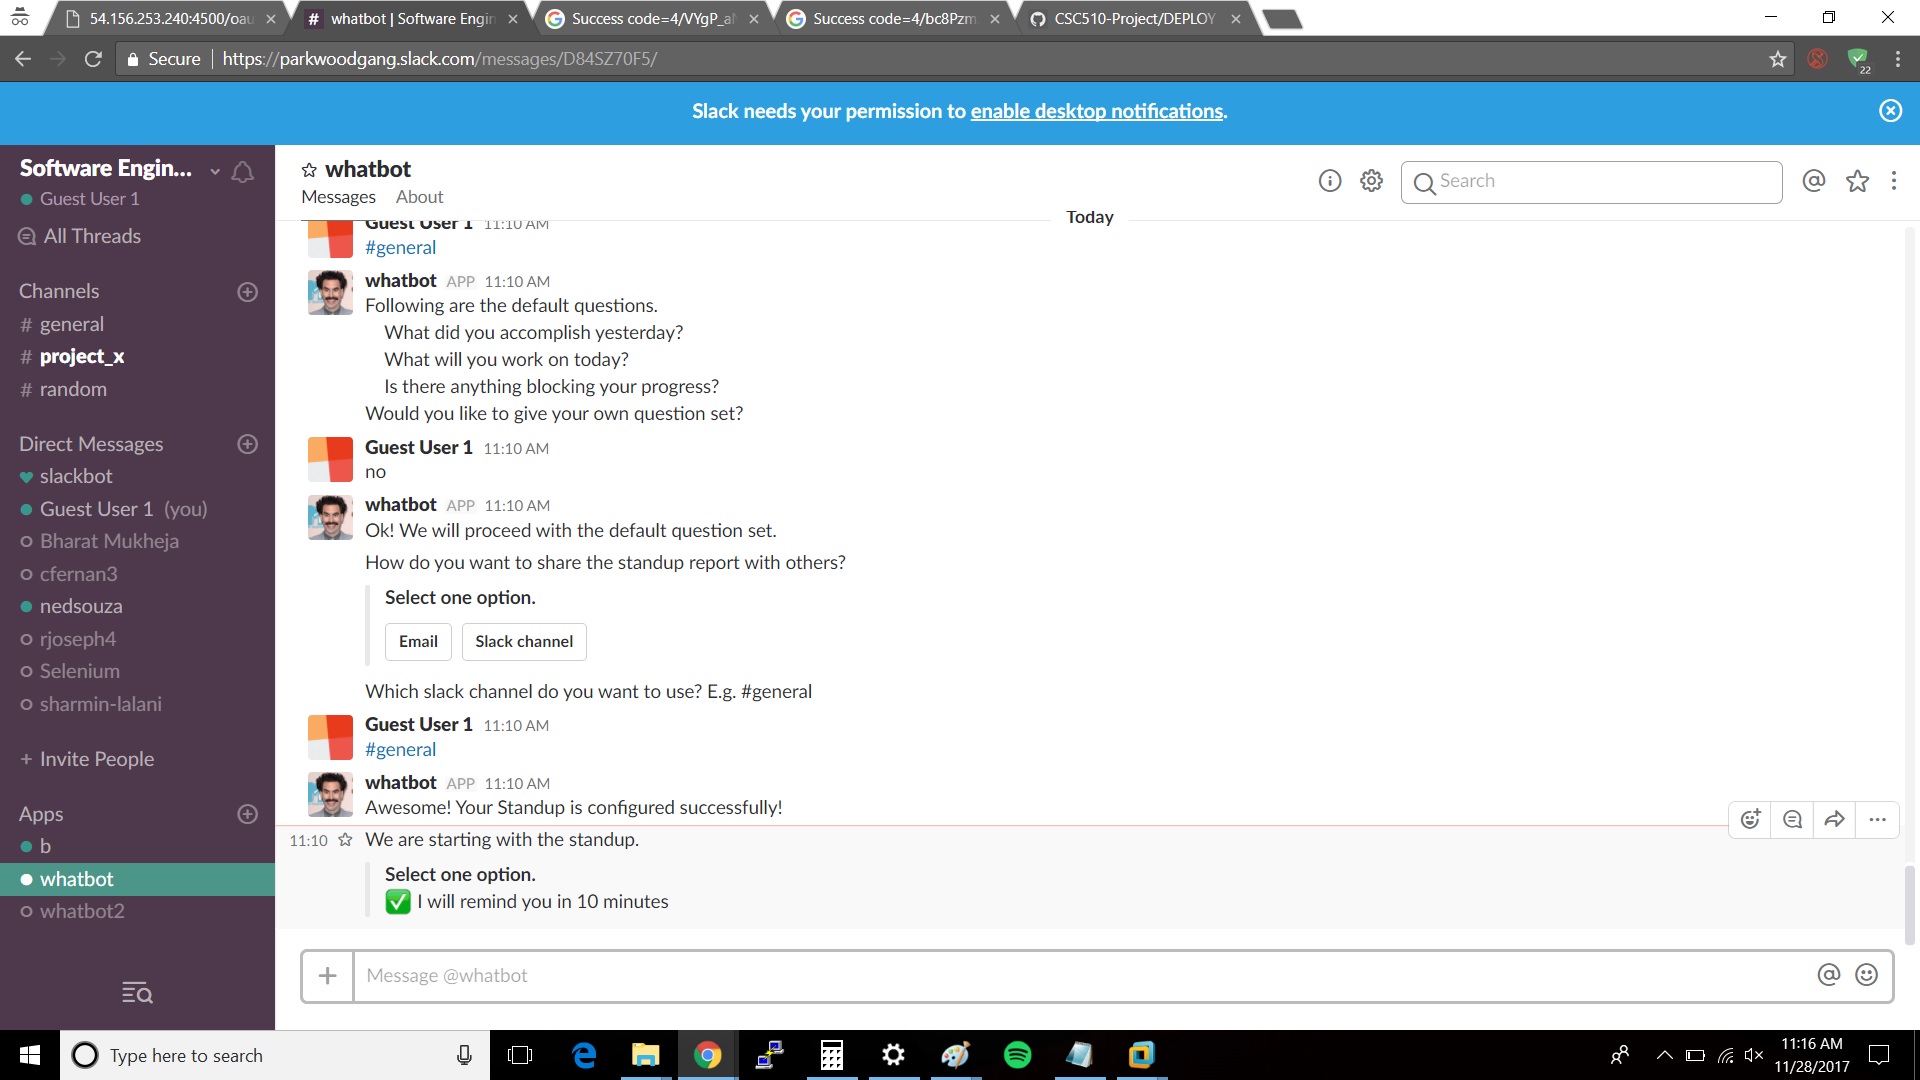 54.156.253.240:4500/oau
whatbot | Software Engin
Success code=4/VYgP_a
Success code=4/bc8Pzm
CSC510-Project/DEPLOY
Secure
https://parkwoodgang.slack.com/messages/D84SZ70F5/
22
Slack needs your permission to enable desktop notifications.
Software Engin...
Guest User 1
All Threads
Channels
# general
# project_x
# random
Direct Messages
slackbot
Guest User 1 (you)
Bharat Mukheja
cfernan3
nedsouza
rjoseph4
Selenium
sharmin-lalani
+ Invite People
Apps
b
whatbot
whatbot2
whatbot
Messages
About
Search
Today
Guest User 1 11:10 AM
#general
whatbot APP 11:10 AM
Following are the default questions.
What did you accomplish yesterday?
What will you work on today?
Is there anything blocking your progress?
Would you like to give your own question set?
Guest User 1 11:10 AM
no
whatbot APP 11:10 AM
Ok! We will proceed with the default question set.
How do you want to share the standup report with others?
Select one option.
Email
Slack channel
Which slack channel do you want to use? E.g. #general
Guest User 1 11:10 AM
#general
whatbot APP 11:10 AM
Awesome! Your Standup is configured successfully!
11:10 We are starting with the standup.
Select one option.
✅ I will remind you in 10 minutes
Message @whatbot
Type here to search
11:16 AM
11/28/2017